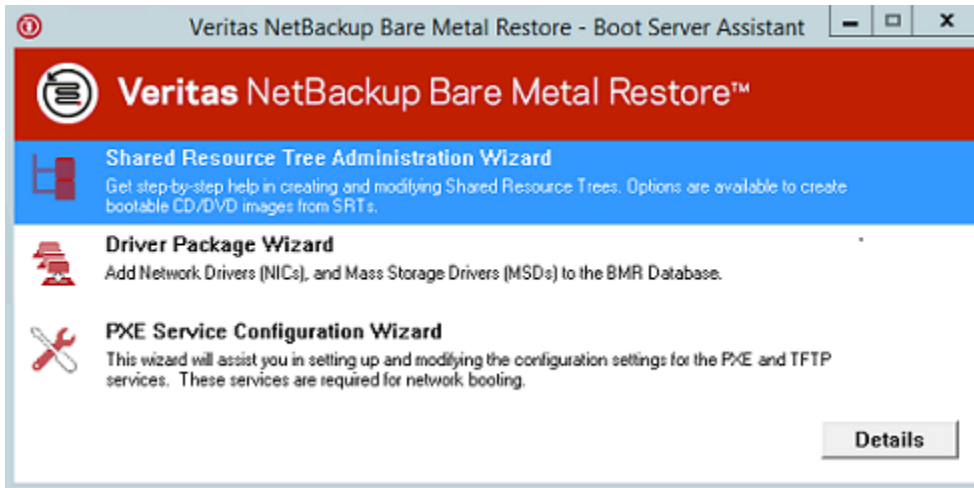 Veritas NetBackup Bare Metal Restore - Boot Server Assistant
Veritas NetBackup Bare Metal Restore™
Shared Resource Tree Administration Wizard
Get step-by-step help in creating and modifying Shared Resource Trees. Options are available to create
bootable CD/DVD images from SRTs.
Driver Package Wizard
Add Network Drivers (NICs), and Mass Storage Drivers (MSDs) to the BMR Database.
PXE Service Configuration Wizard
This wizard will assist you in setting up and modifying the configuration settings for the PXE and TFTP
services.  These services are required for network booting.
Details